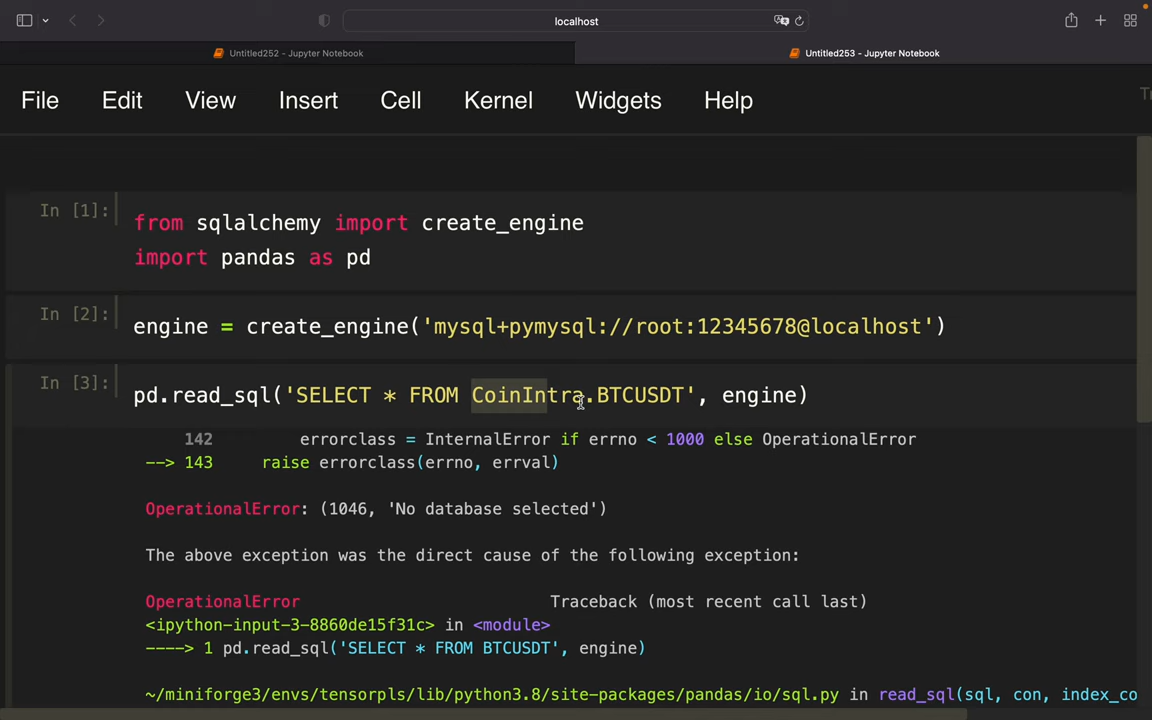 localhost
Untitled252 - Jupyter Notebook
Untitled253 - Jupyter Notebook
File Edit View Insert Cell Kernel Widgets Help
In [1]:
from sqlalchemy import create_engine
import pandas as pd
In [2]:
engine = create_engine('mysql+pymysql://root:12345678@localhost')
In [3]:
pd.read_sql('SELECT * FROM CoinIntra.BTCUSDT', engine)
142 errorclass = InternalError if errno < 1000 else OperationalError
--> 143 raise errorclass(errno, errval)
OperationalError: (1046, 'No database selected')
The above exception was the direct cause of the following exception:
OperationalError Traceback (most recent call last)
<ipython-input-3-8860de15f31c> in <module>
----> 1 pd.read_sql('SELECT * FROM BTCUSDT', engine)
~/miniforge3/envs/tensorpls/lib/python3.8/site-packages/pandas/io/sql.py in read_sql(sql, con, index_co